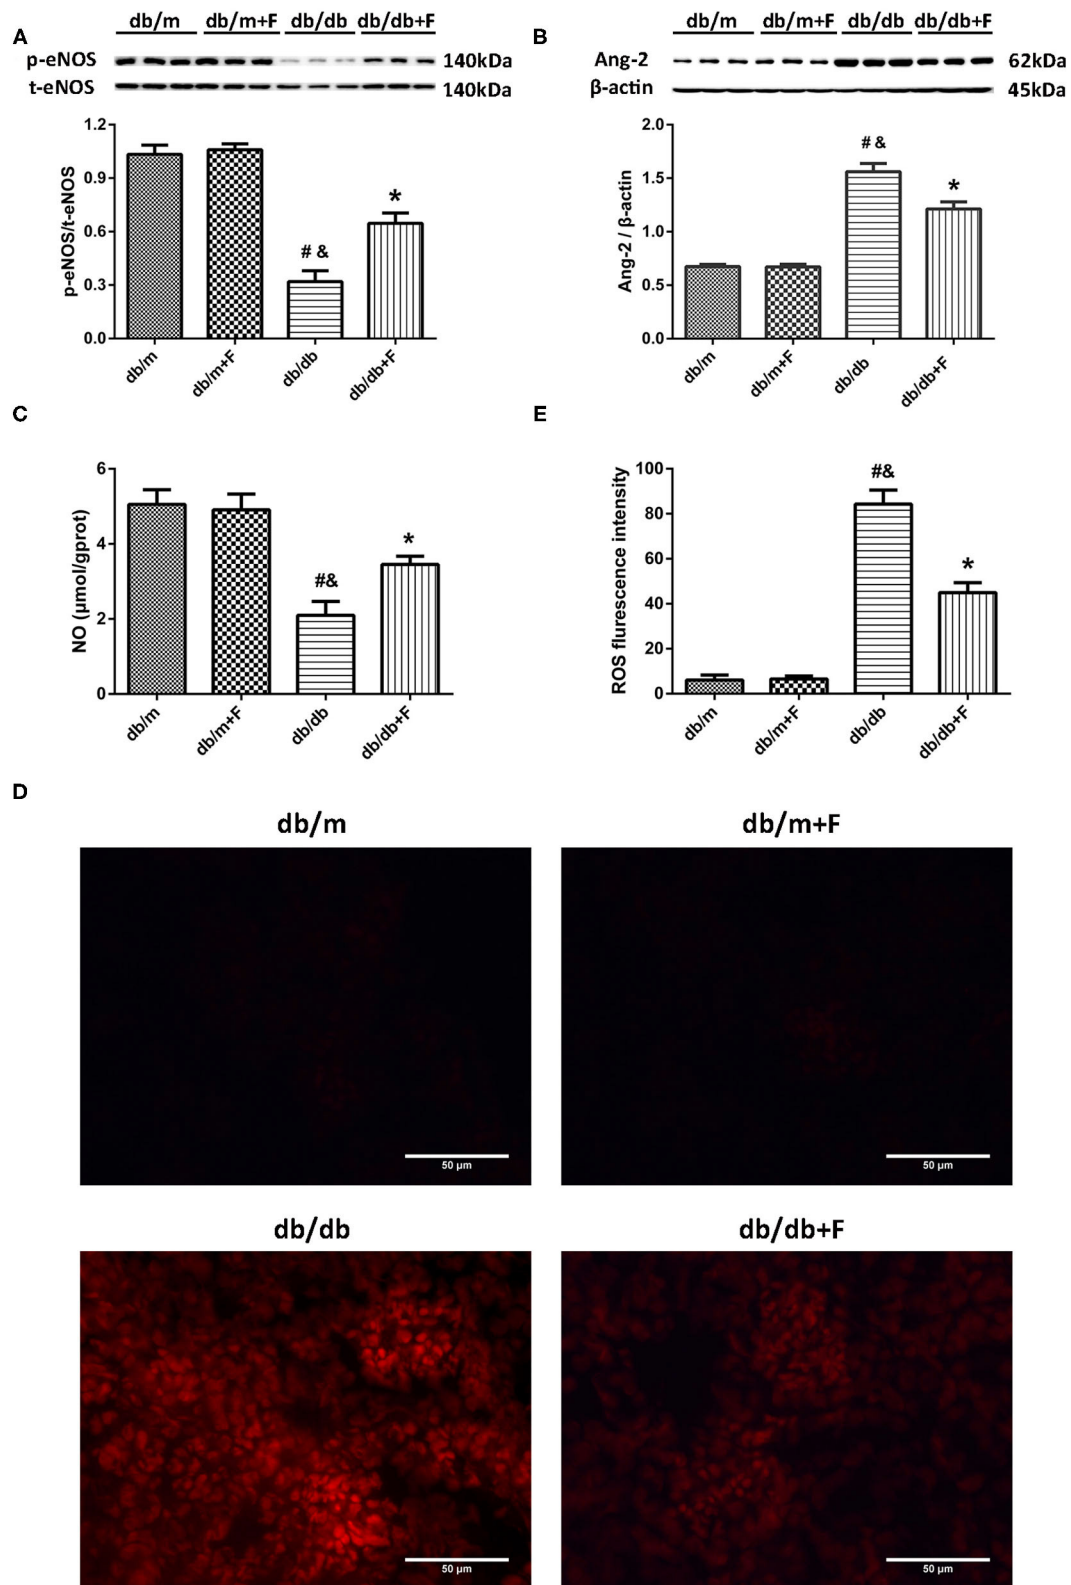 A
db/m db/m+F db/db db/db+F
p-eNOS 140kDa
t-eNOS 140kDa
1.2
0.9
0.6
0.3
0.0
p-eNOS/t-eNOS
# &
*
db/m db/m+F db/db db/db+F
B
db/m db/m+F db/db db/db+F
Ang-2 62kDa
β-actin 45kDa
2.0
1.5
1.0
0.5
0.0
Ang-2 / β-actin
# &
*
db/m db/m+F db/db db/db+F
C
6
4
2
0
NO (μmol/gprot)
#&
*
db/m db/m+F db/db db/db+F
E
100
80
60
40
20
0
ROS flurescence intensity
#&
*
db/m db/m+F db/db db/db+F
D
db/m db/m+F
50 μm 50 μm
db/db db/db+F
50 μm 50 μm